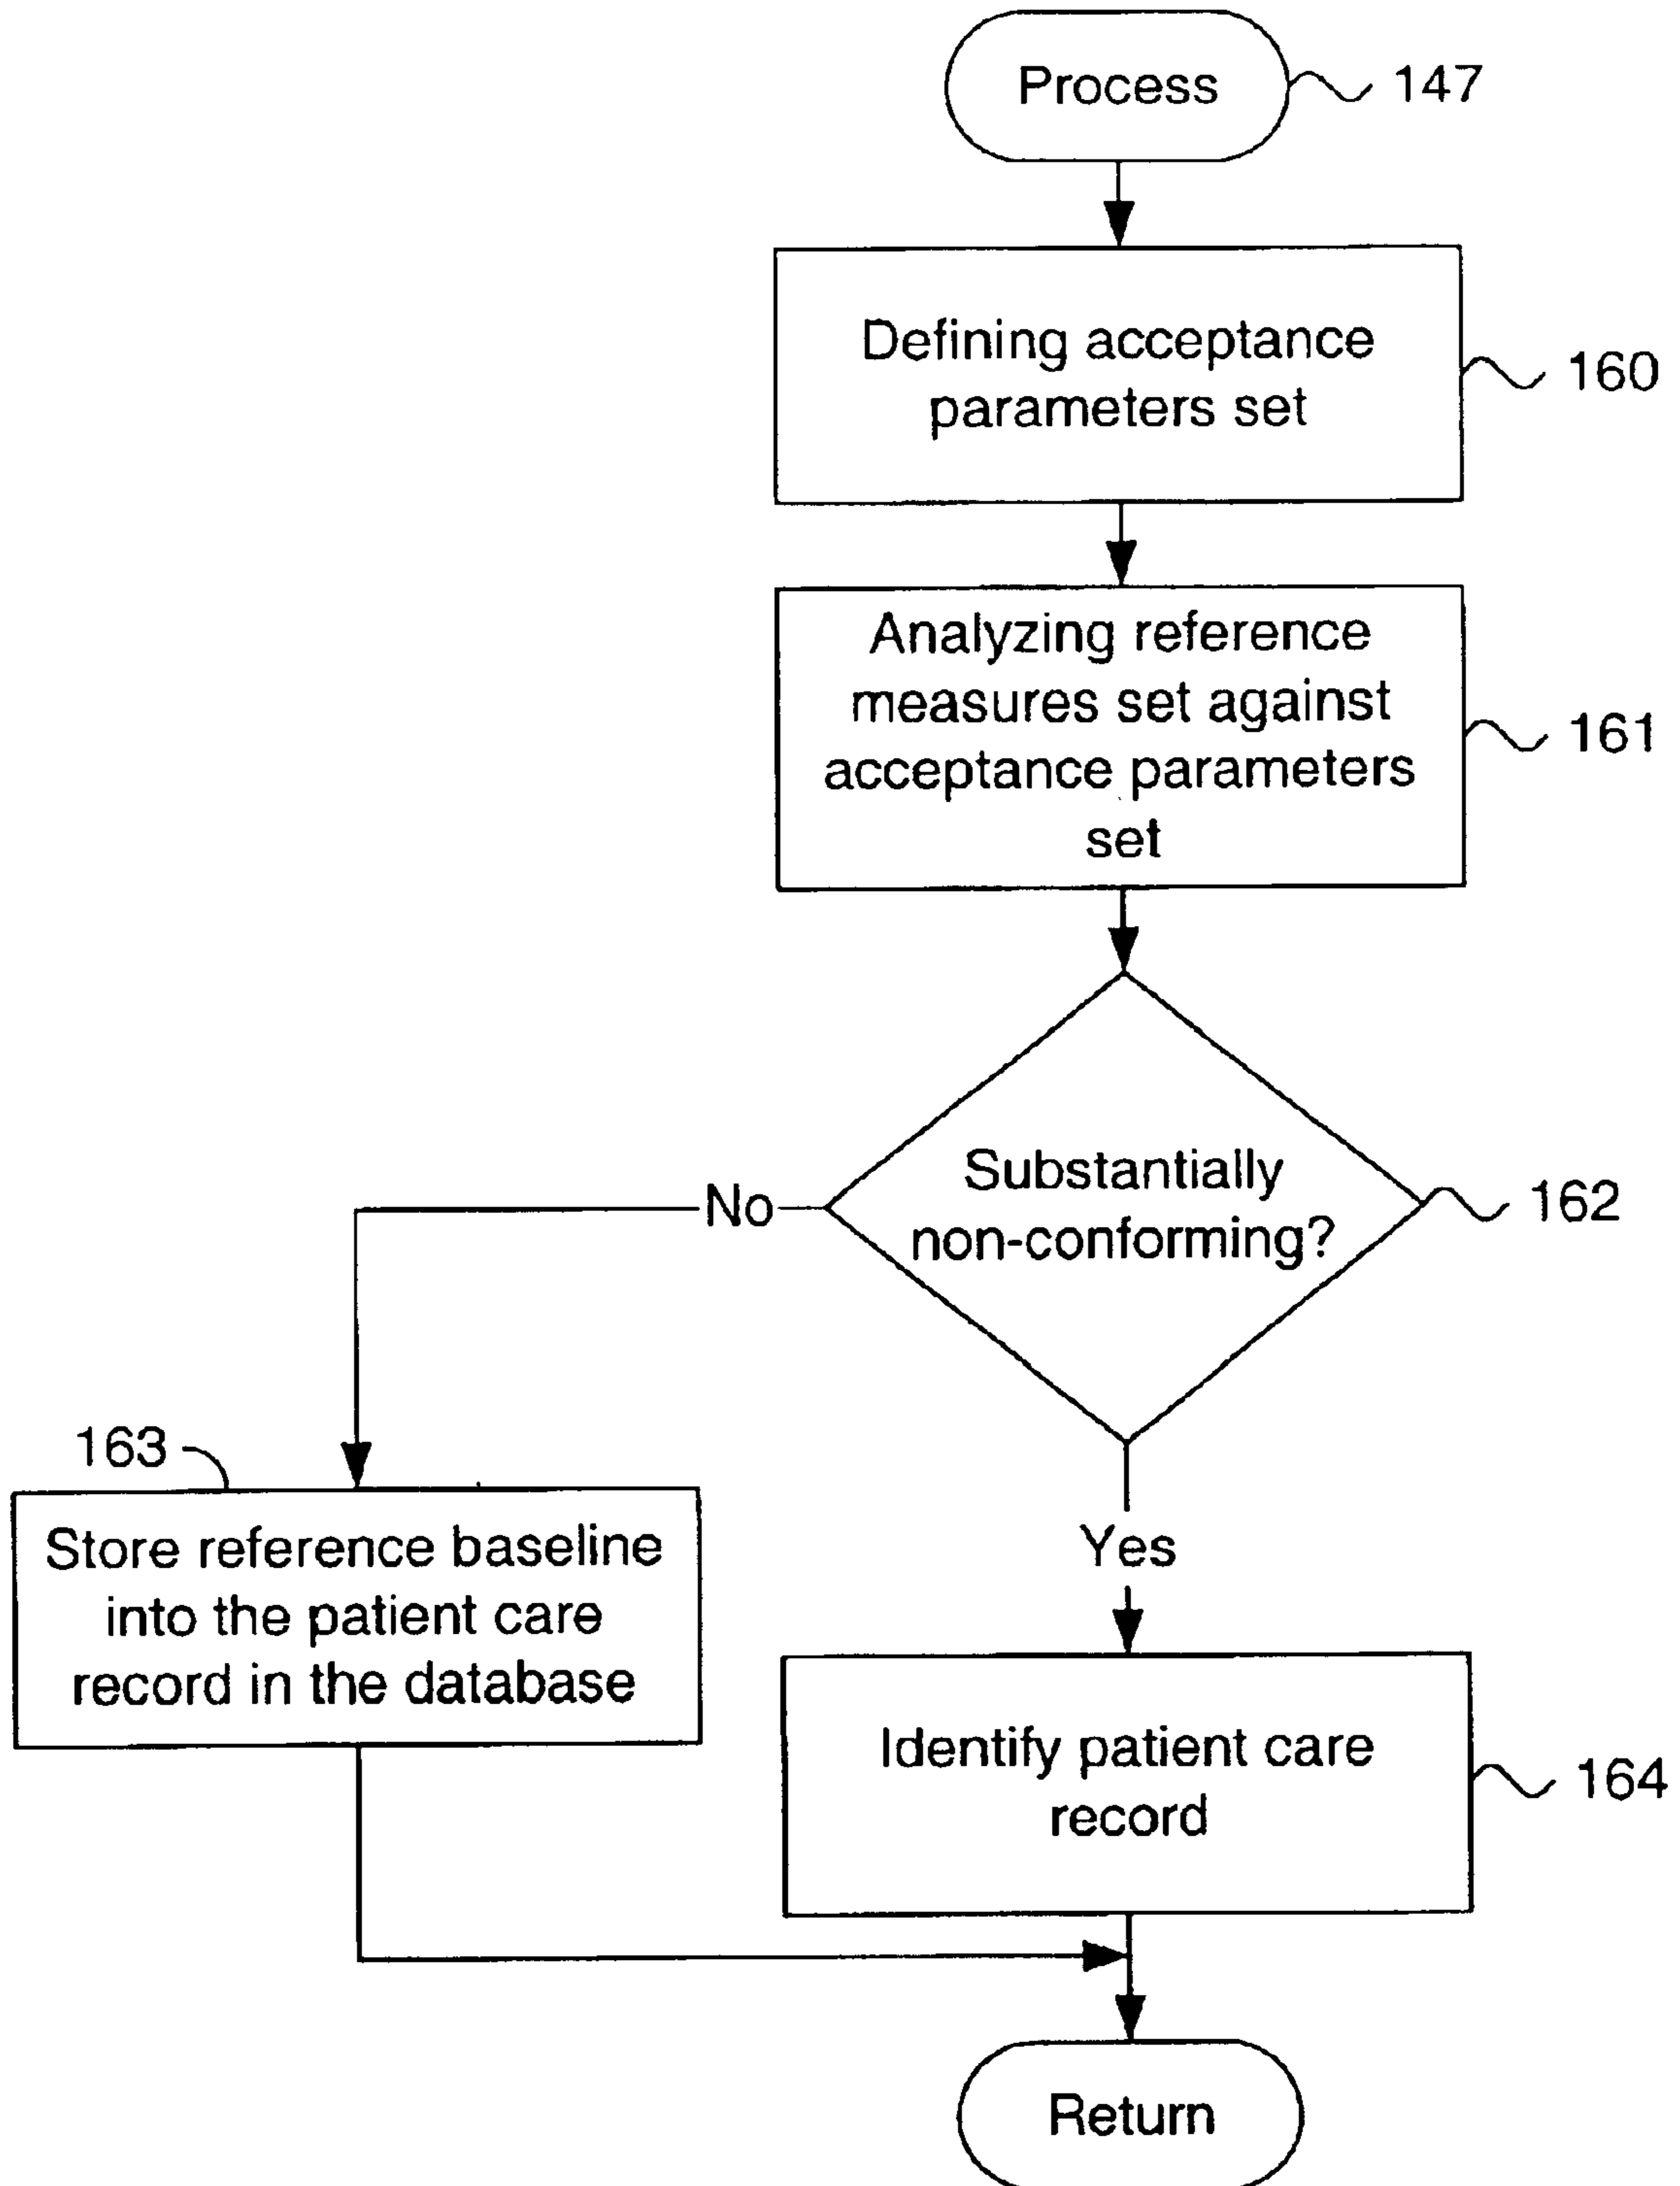 Process
147
Defining acceptance
parameters set
160
Analyzing reference
measures set against
acceptance parameters
set
161
Substantially
non-conforming?
162
No
Yes
163
Store reference baseline
into the patient care
record in the database
Identify patient care
record
164
Return